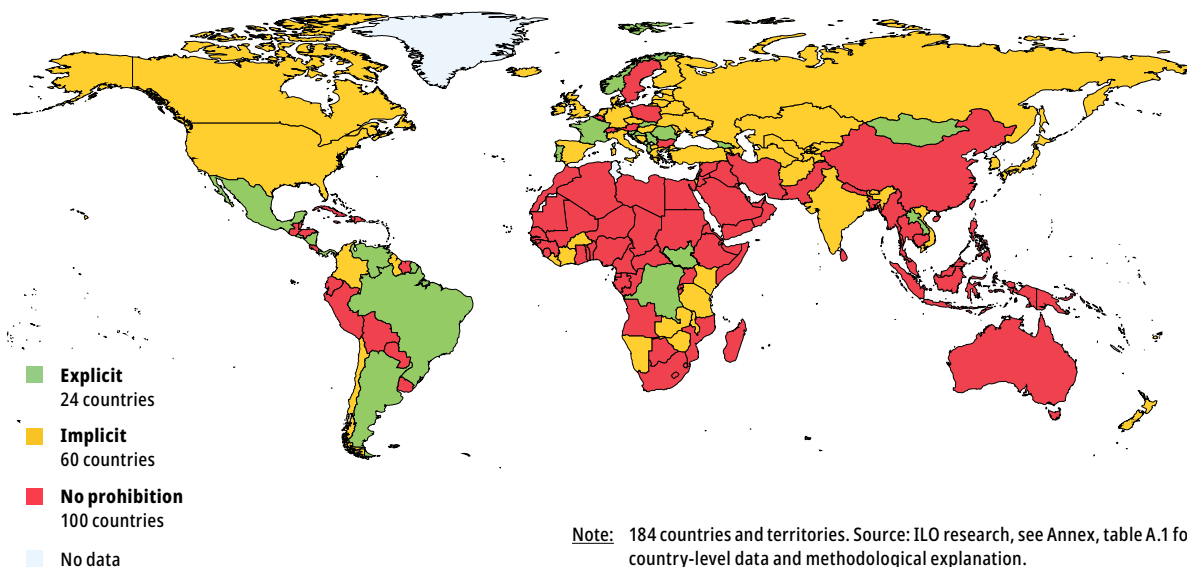 Explicit
24 countries
Implicit
60 countries
No prohibition
100 countries
No data
Note: 184 countries and territories. Source: ILO research, see Annex, table A.1 fo
country-level data and methodological explanation.